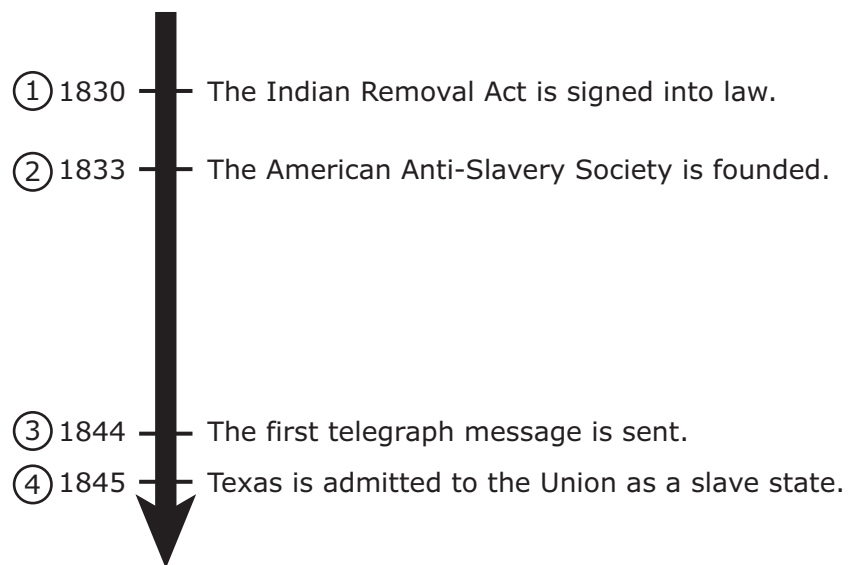 ① 1830 The Indian Removal Act is signed into law.
② 1833 The American Anti-Slavery Society is founded.
③ 1844 The first telegraph message is sent.
④ 1845 Texas is admitted to the Union as a slave state.